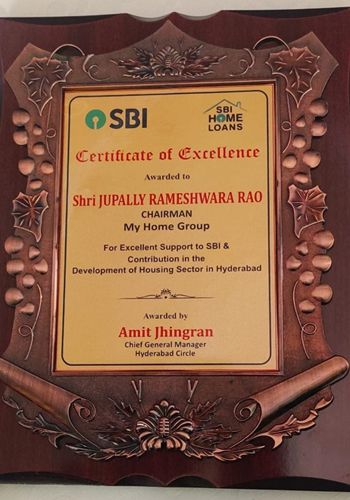 SBI
SBI
HOME
LOANS
Certificate of Excellence
Awarded to
Shri JUPALLY RAMESHWARA RAO
CHAIRMAN
My Home Group
For Excellent Support to SBI &
Contribution in the
Development of Housing Sector in Hyderabad
Awarded by
Amit Jhingran
Chief General Manager
Hyderabad Circle